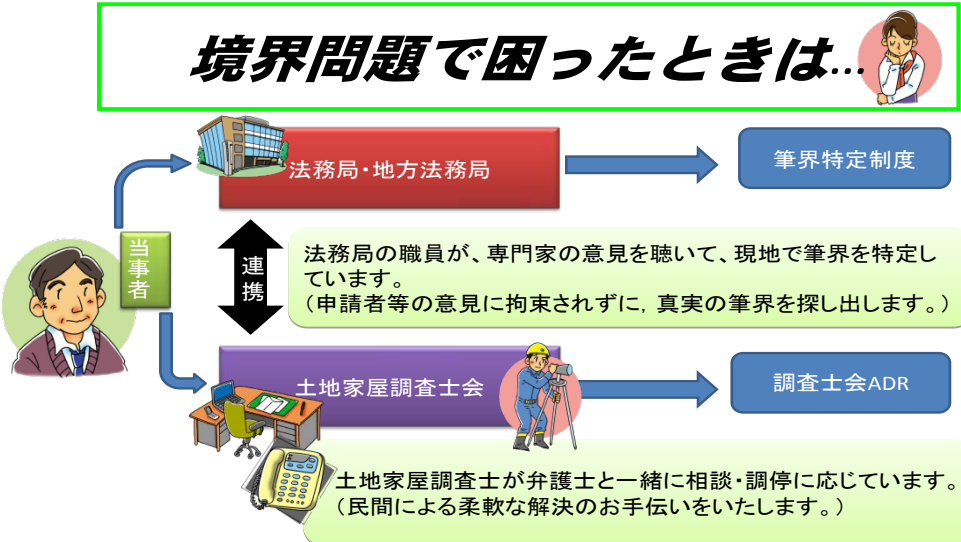 境界問題で困ったときは…
法務局・地方法務局
筆界特定制度
当事者
連携
法務局の職員が、専門家の意見を聴いて、現地で筆界を特定し
ています。
（申請者等の意見に拘束されずに，真実の筆界を探し出します。）
土地家屋調査士会
調査士会ADR
土地家屋調査士が弁護士と一緒に相談・調停に応じています。
（民間による柔軟な解決のお手伝いをいたします。）